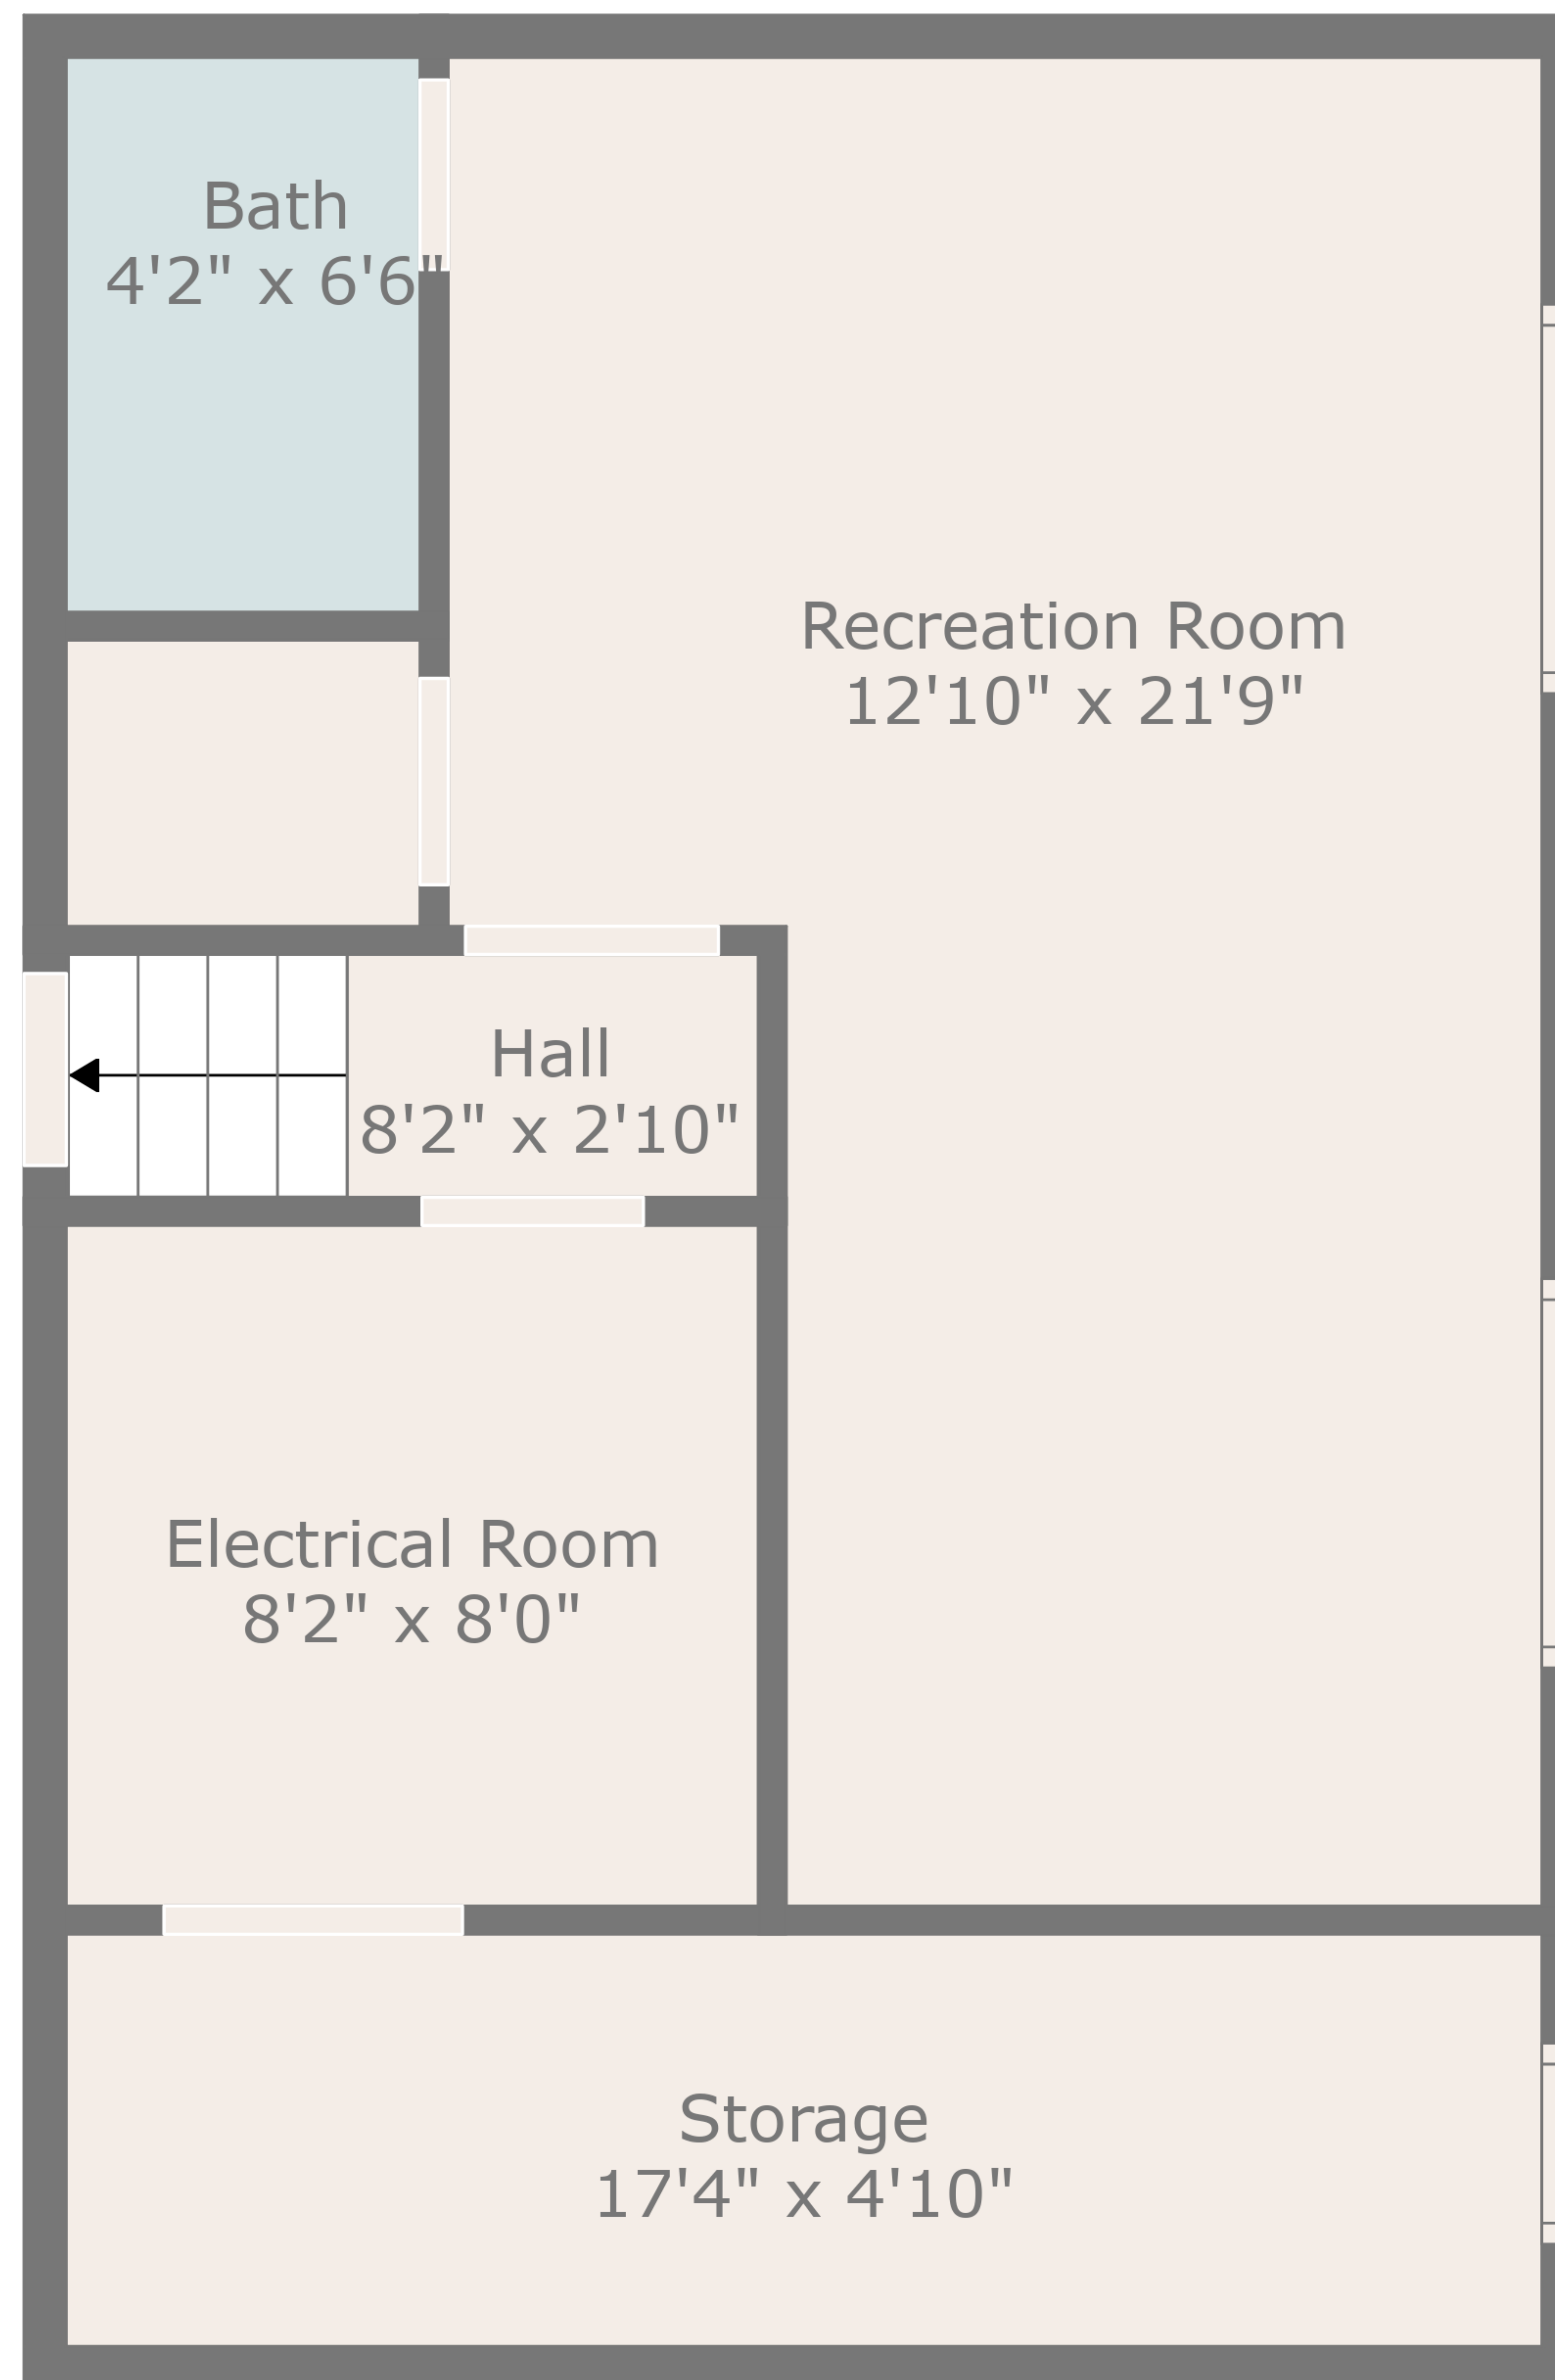 Bath
4'2" x 6'6"
Recreation Room
12'10" x 21'9"
Hall
8'2" x 2'10"
Electrical Room
8'2" x 8'0"
Storage
17'4" x 4'10"